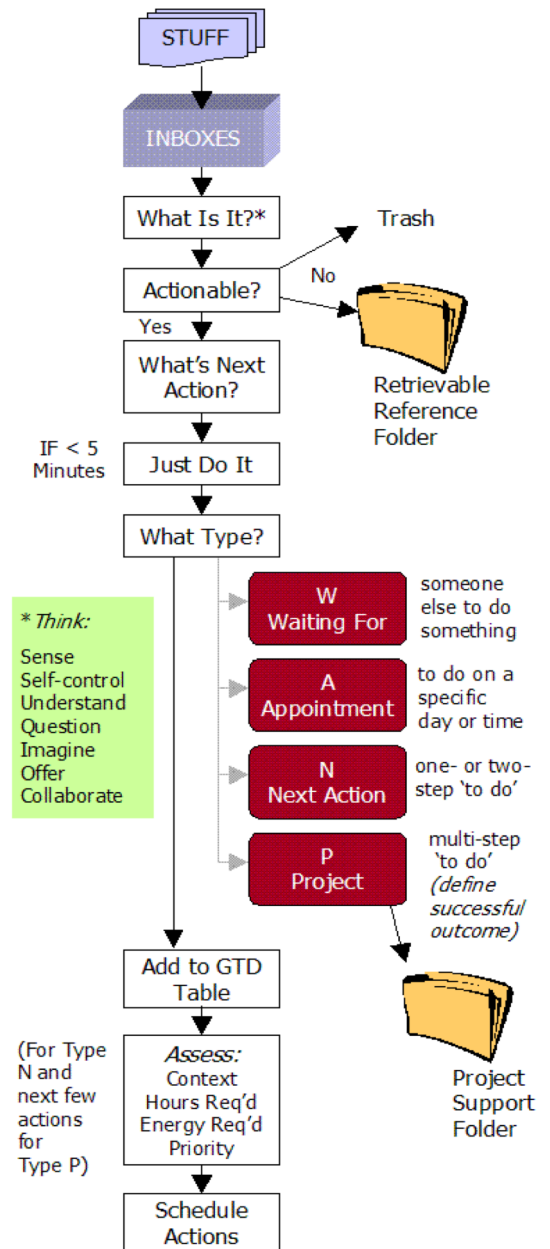 STUFF
INBOXES
What Is It?*
Trash
Actionable?
No
Yes
What's Next
Action?
Retrievable
Reference
Folder
IF < 5
Minutes
Just Do It
What Type?
W
Waiting For
someone
else to do
something
* Think:
Sense
Self-control
Understand
Question
Imagine
Offer
Collaborate
A
Appointment
to do on a
specific
day or time
N
Next Action
one- or two-
step ‘to do’
P
Project
multi-step
‘to do’
(define
successful
outcome)
Add to GTD
Table
(For Type
N and
next few
actions
for
Type P)
Assess:
Context
Hours Req'd
Energy Req'd
Priority
Project
Support
Folder
Schedule
Actions